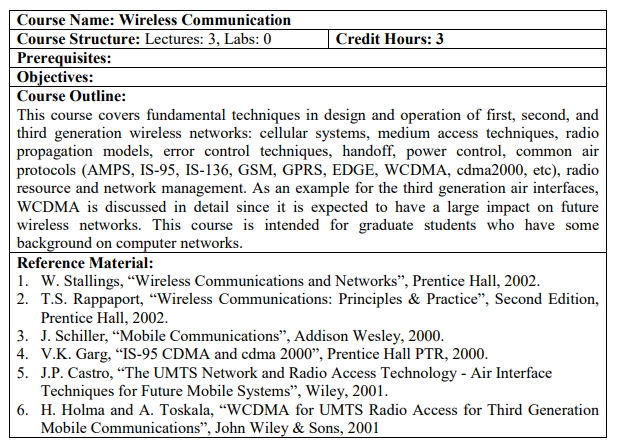 Course Name: Wireless Communication
Course Structure: Lectures: 3, Labs: 0 Credit Hours: 3
Prerequisites:
Objectives:
Course Outline:
This course covers fundamental techniques in design and operation of first, second, and
third generation wireless networks: cellular systems, medium access techniques, radio
propagation models, error control techniques, handoff, power control, common air
protocols (AMPS, IS-95, IS-136, GSM, GPRS, EDGE, WCDMA, cdma2000, etc), radio
resource and network management. As an example for the third generation air interfaces,
WCDMA is discussed in detail since it is expected to have a large impact on future
wireless networks. This course is intended for graduate students who have some
background on computer networks.
Reference Material:
1. W. Stallings, “Wireless Communications and Networks”, Prentice Hall, 2002.
2. T.S. Rappaport, “Wireless Communications: Principles & Practice”, Second Edition,
Prentice Hall, 2002.
3. J. Schiller, “Mobile Communications”, Addison Wesley, 2000.
4. V.K. Garg, “IS-95 CDMA and cdma 2000”, Prentice Hall PTR, 2000.
5. J.P. Castro, “The UMTS Network and Radio Access Technology - Air Interface
Techniques for Future Mobile Systems”, Wiley, 2001.
6. H. Holma and A. Toskala, “WCDMA for UMTS Radio Access for Third Generation
Mobile Communications”, John Wiley & Sons, 2001